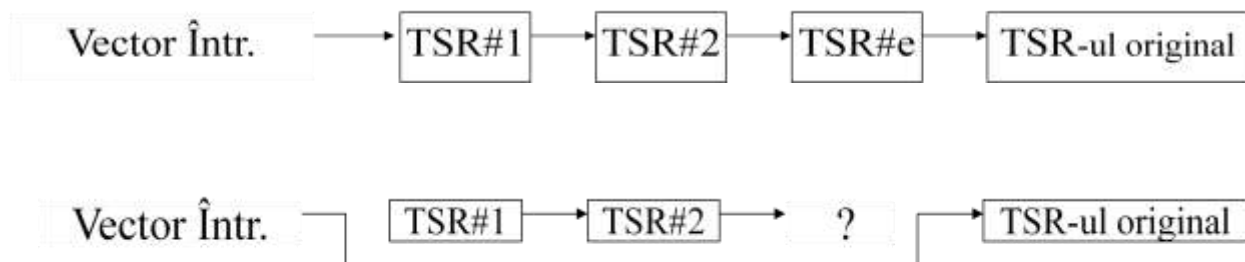 Vector Într. TSR#1 TSR#2 TSR#e TSR-ul original
Vector Într. TSR#1 TSR#2 ? TSR-ul original